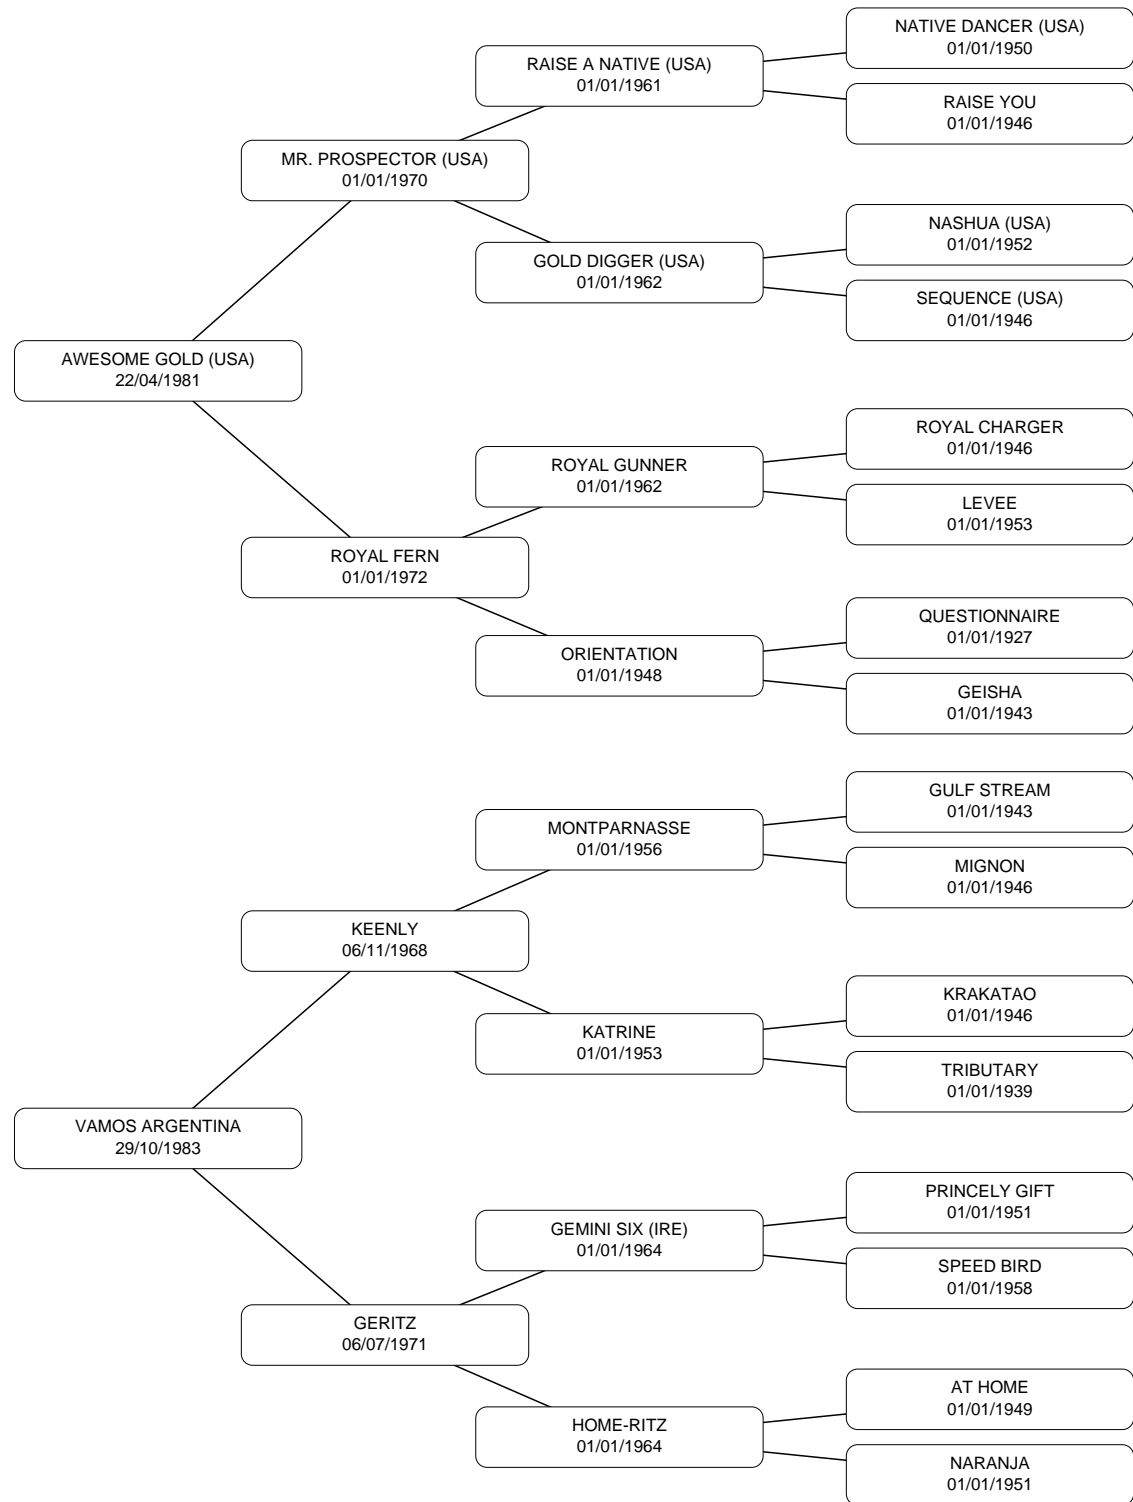 NATIVE DANCER (USA)
01/01/1950
RAISE A NATIVE (USA)
01/01/1961
RAISE YOU
01/01/1946
MR. PROSPECTOR (USA)
01/01/1970
NASHUA (USA)
01/01/1952
GOLD DIGGER (USA)
01/01/1962
SEQUENCE (USA)
01/01/1946
AWESOME GOLD (USA)
22/04/1981
ROYAL CHARGER
01/01/1946
ROYAL GUNNER
01/01/1962
LEVEE
01/01/1953
ROYAL FERN
01/01/1972
QUESTIONNAIRE
01/01/1927
ORIENTATION
01/01/1948
GEISHA
01/01/1943
GULF STREAM
01/01/1943
MONTPARNASSE
01/01/1956
MIGNON
01/01/1946
KEENLY
06/11/1968
KRAKATAO
01/01/1946
KATRINE
01/01/1953
TRIBUTARY
01/01/1939
VAMOS ARGENTINA
29/10/1983
PRINCELY GIFT
01/01/1951
GEMINI SIX (IRE)
01/01/1964
SPEED BIRD
01/01/1958
GERITZ
06/07/1971
AT HOME
01/01/1949
HOME-RITZ
01/01/1964
NARANJA
01/01/1951